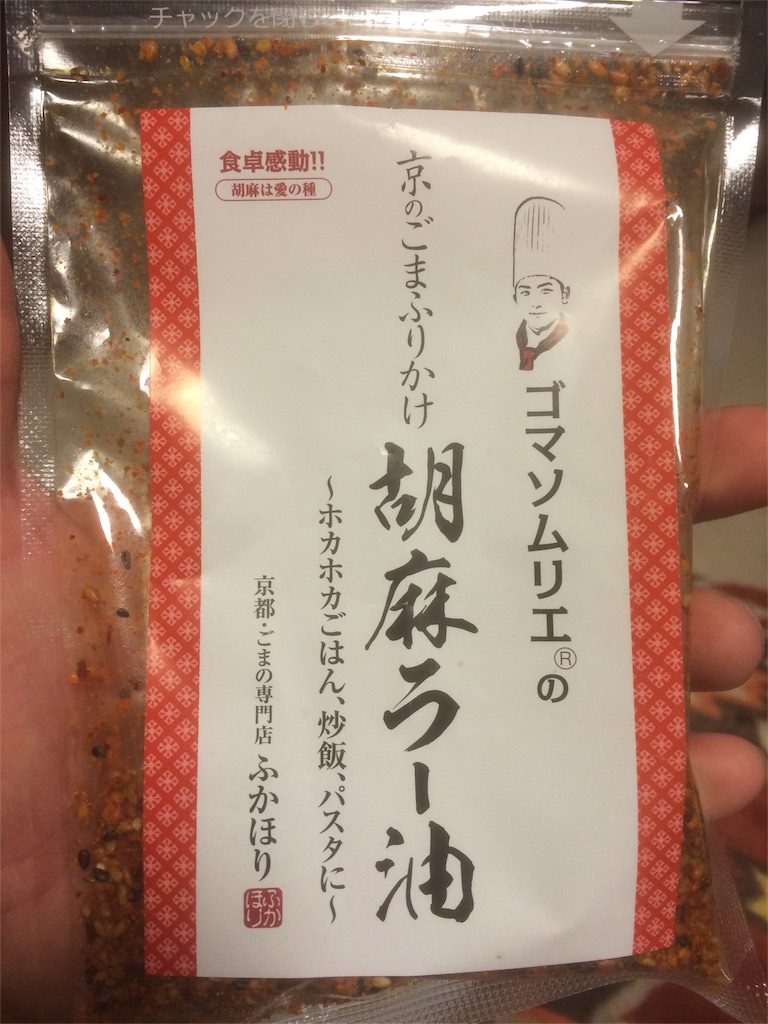 チャックを閉
食卓感動!!
胡麻は愛の種
ゴマソムリエ®の
京のごまふりかけ
胡麻ラー油
〜ホカホカごはん、炒飯、パスタに〜
京都・ごまの専門店 ふかほり
ふかほり